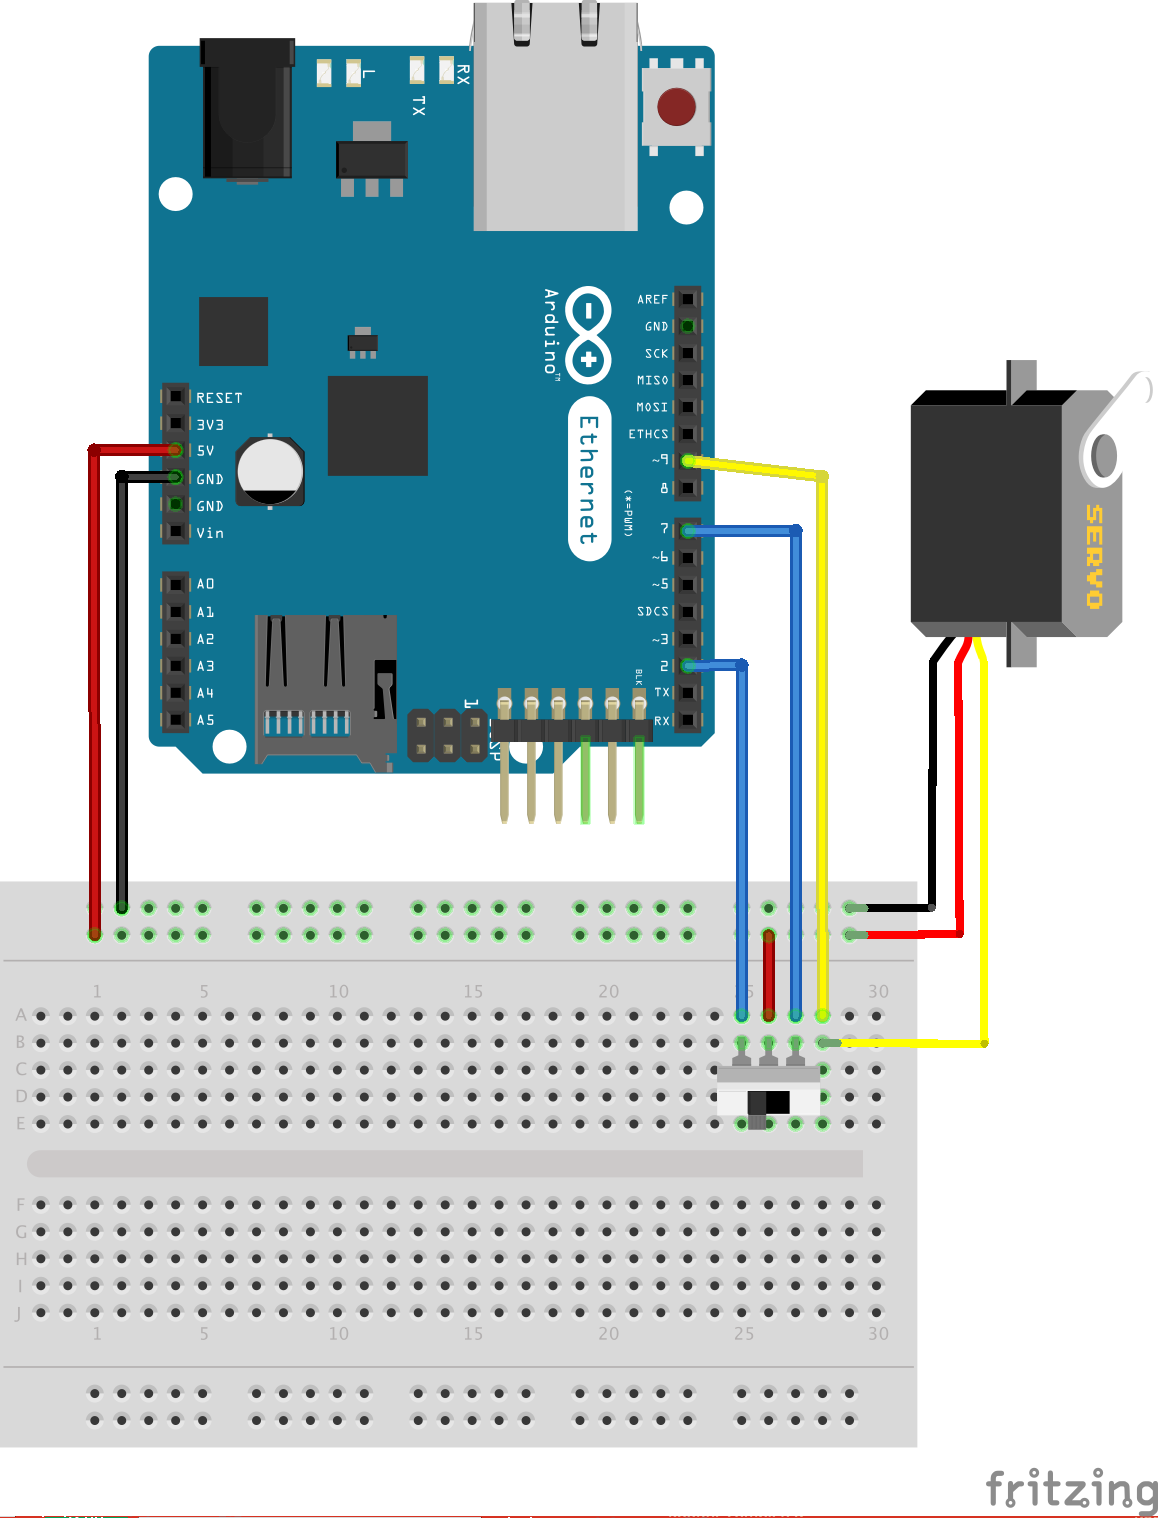 L
TX
RX
Arduino™
Ethernet
(*=PWM)
AREF
GND
SCK
MISO
MOSI
ETHCS
~9
8
7
~6
~5
SDCS
~3
2
TX
RX
BLK
RESET
3V3
5V
GND
GND
Vin
A0
A1
A2
A3
A4
A5
1
SERVO
1 5 10 15 20 30
A
B
C
D
E
F
G
H
I
J
1 5 10 15 20 25 30
fritzing